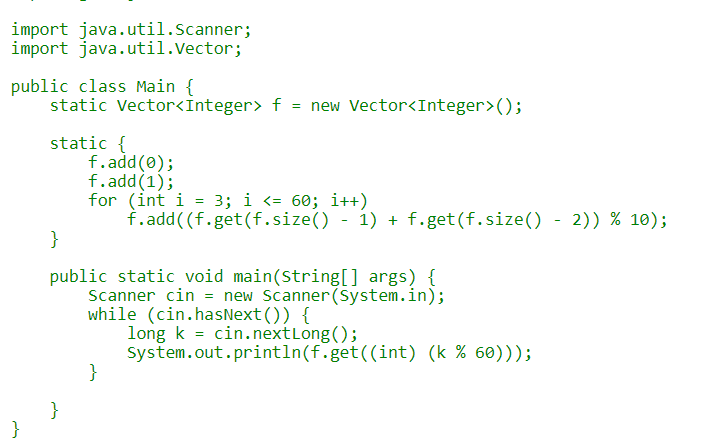 import java.util.Scanner;
import java.util.Vector;

public class Main {
    static Vector<Integer> f = new Vector<Integer>();

    static {
        f.add(0);
        f.add(1);
        for (int i = 3; i <= 60; i++)
            f.add((f.get(f.size() - 1) + f.get(f.size() - 2)) % 10);
    }

    public static void main(String[] args) {
        Scanner cin = new Scanner(System.in);
        while (cin.hasNext()) {
            long k = cin.nextLong();
            System.out.println(f.get((int) (k % 60)));
        }

    }
}